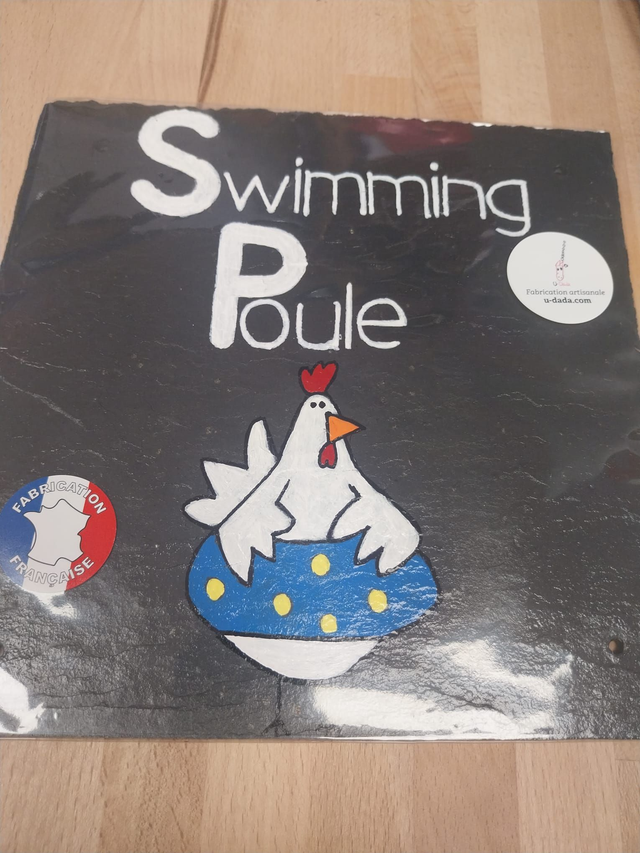 Swimming
Poule
Fabrication artisanale
u-dada.com
FABRICATION
FRANÇAISE